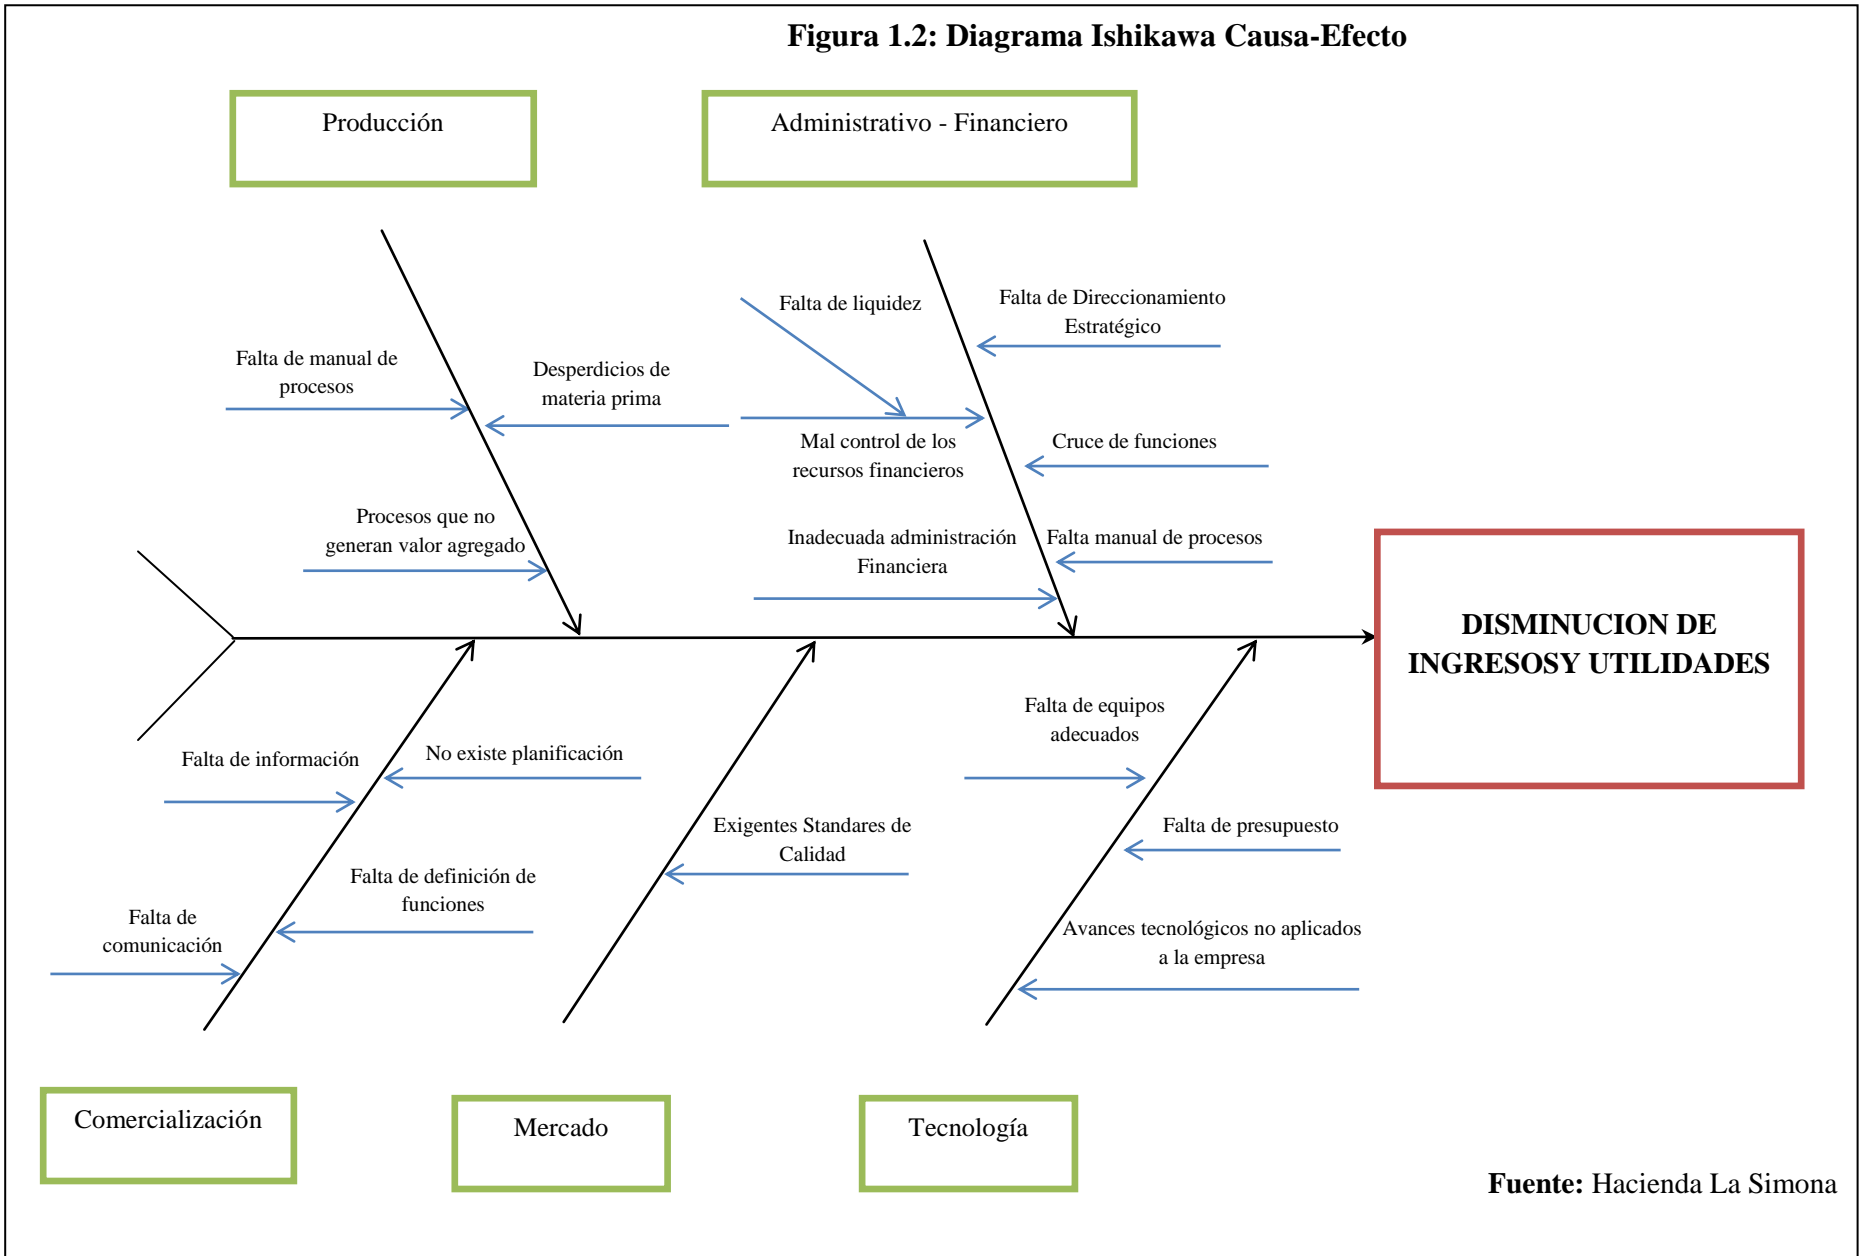 Figura 1.2: Diagrama Ishikawa Causa-Efecto
Producción
Administrativo - Financiero
Falta de manual de
procesos
Desperdicios de
materia prima
Procesos que no
generan valor agregado
Falta de liquidez
Mal control de los
recursos financieros
Inadecuada administración
Financiera
Falta de Direccionamiento
Estratégico
Cruce de funciones
Falta manual de procesos
DISMINUCION DE
INGRESOSY UTILIDADES
Falta de información
No existe planificación
Falta de definición de
funciones
Falta de
comunicación
Exigentes Standares de
Calidad
Falta de equipos
adecuados
Falta de presupuesto
Avances tecnológicos no aplicados
a la empresa
Comercialización
Mercado
Tecnología
Fuente: Hacienda La Simona